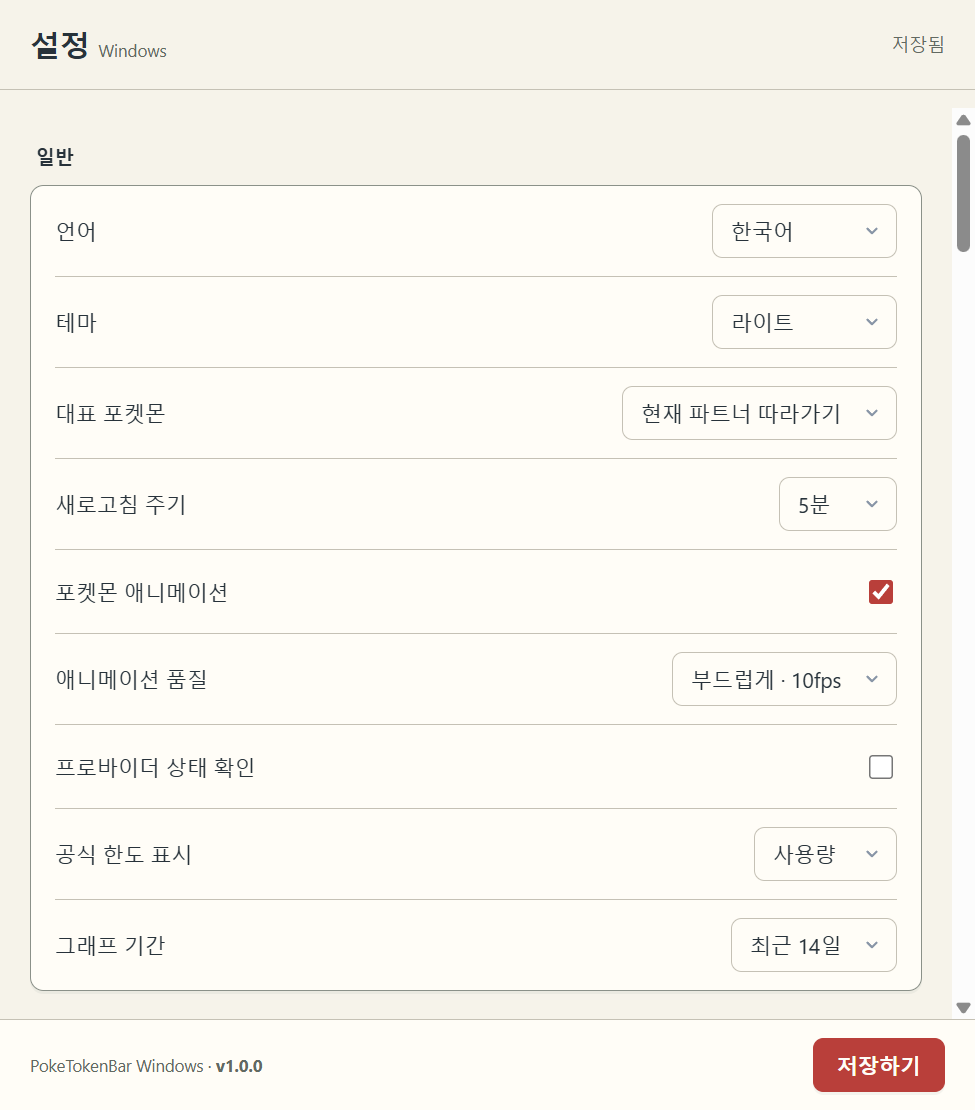 설정 Windows
저장됨
일반
언어
한국어
테마
라이트
대표 포켓몬
현재 파트너 따라가기
새로고침 주기
5분
포켓몬 애니메이션
애니메이션 품질
부드럽게 · 10fps
프로바이더 상태 확인
공식 한도 표시
사용량
그래프 기간
최근 14일
PokeTokenBar Windows · v1.0.0
저장하기